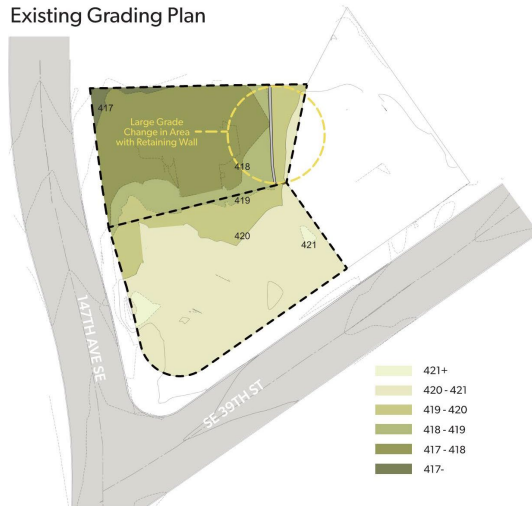 Existing Grading Plan
417
Large Grade
Change in Area
with Retaining Wall
418
419
420
421
147TH AVE SE
SE 39TH ST
421+
420 - 421
419 - 420
418 - 419
417 - 418
417-